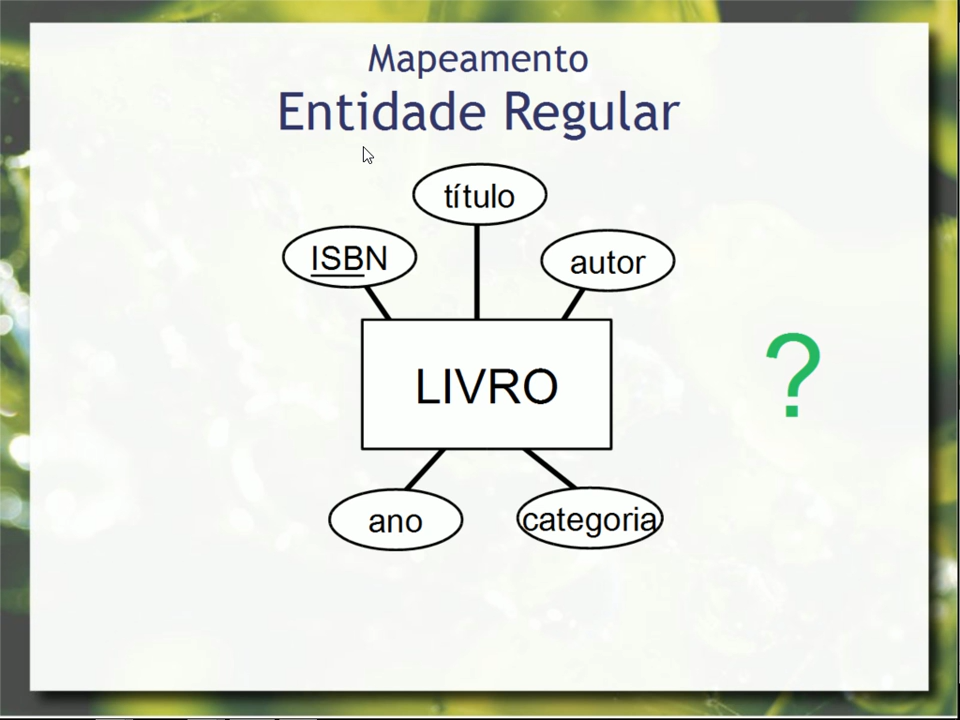 Mapeamento
Entidade Regular
título
ISBN
autor
LIVRO
?
ano
categoria